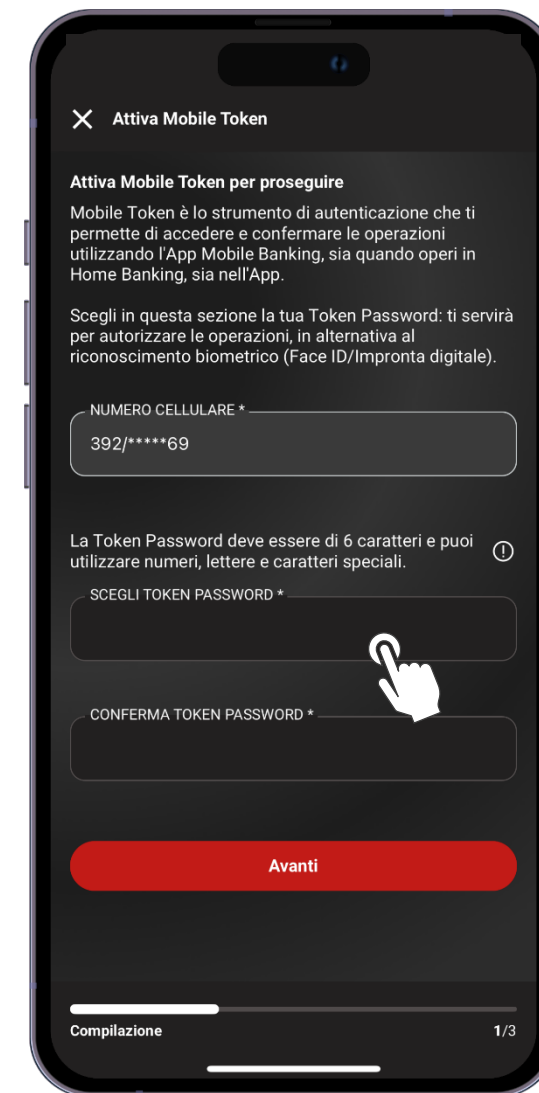 Attiva Mobile Token
Attiva Mobile Token per proseguire
Mobile Token è lo strumento di autenticazione che ti
permette di accedere e confermare le operazioni
utilizzando l'App Mobile Banking, sia quando operi in
Home Banking, sia nell'App.
Scegli in questa sezione la tua Token Password: ti servirà
per autorizzare le operazioni, in alternativa al
riconoscimento biometrico (Face ID/Impronta digitale).
NUMERO CELLULARE *
392/*****69
La Token Password deve essere di 6 caratteri e puoi
utilizzare numeri, lettere e caratteri speciali.
SCEGLI TOKEN PASSWORD *
CONFERMA TOKEN PASSWORD *
Avanti
Compilazione 1/3